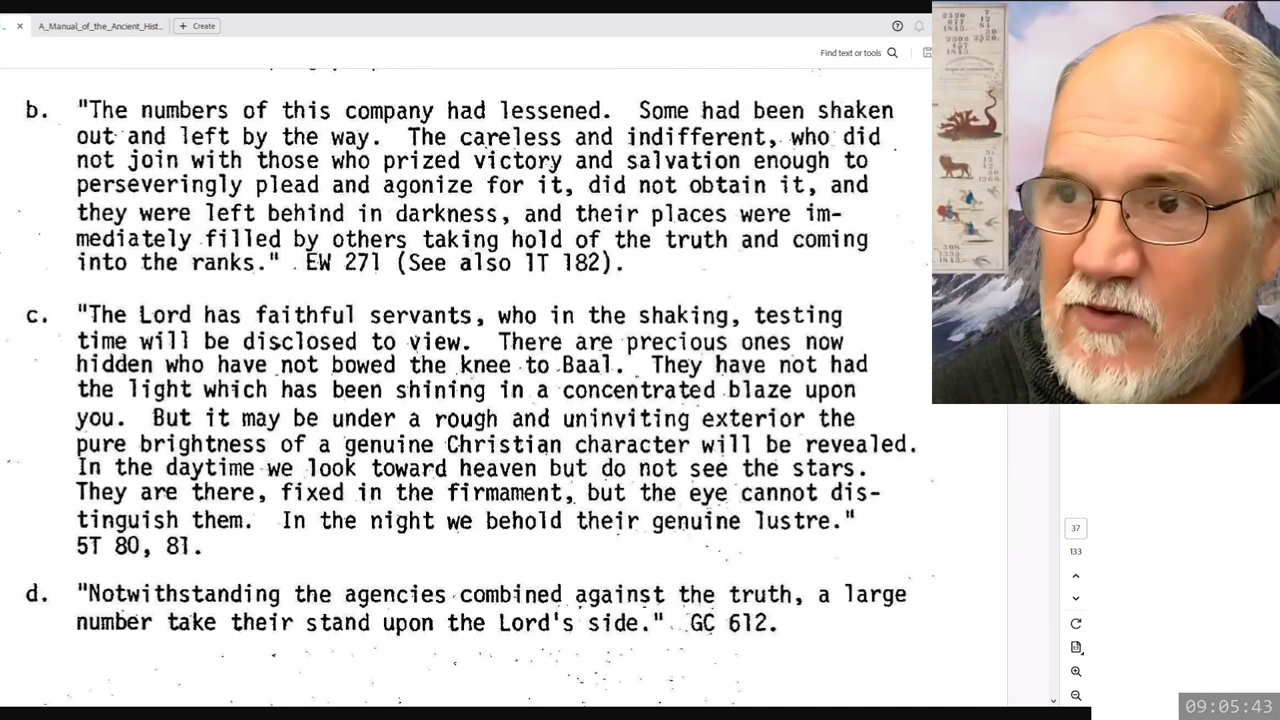 A_Manual_of_the_Ancient_Hist..
+ Create
Find text or tools
b. "The numbers of this company had lessened. Some had been shaken
out and left by the way. The careless and indifferent, who did
not join with those who prized victory and salvation enough to
perseveringly plead and agonize for it, did not obtain it, and
they were left behind in darkness, and their places were im-
mediately filled by others taking hold of the truth and coming
into the ranks." EW 271 (See also 1T 182).
c. "The Lord has faithful servants, who in the shaking, testing
time will be disclosed to view. There are precious ones now
hidden who have not bowed the knee to Baal. They have not had
the light which has been shining in a concentrated blaze upon
you. But it may be under a rough and uninviting exterior the
pure brightness of a genuine Christian character will be revealed.
In the daytime we look toward heaven but do not see the stars.
They are there, fixed in the firmament, but the eye cannot dis-
tinguish them. In the night we behold their genuine lustre."
5T 80, 81.
d. "Notwithstanding the agencies combined against the truth, a large
number take their stand upon the Lord's side." GC 612.
37
133
09:05:43